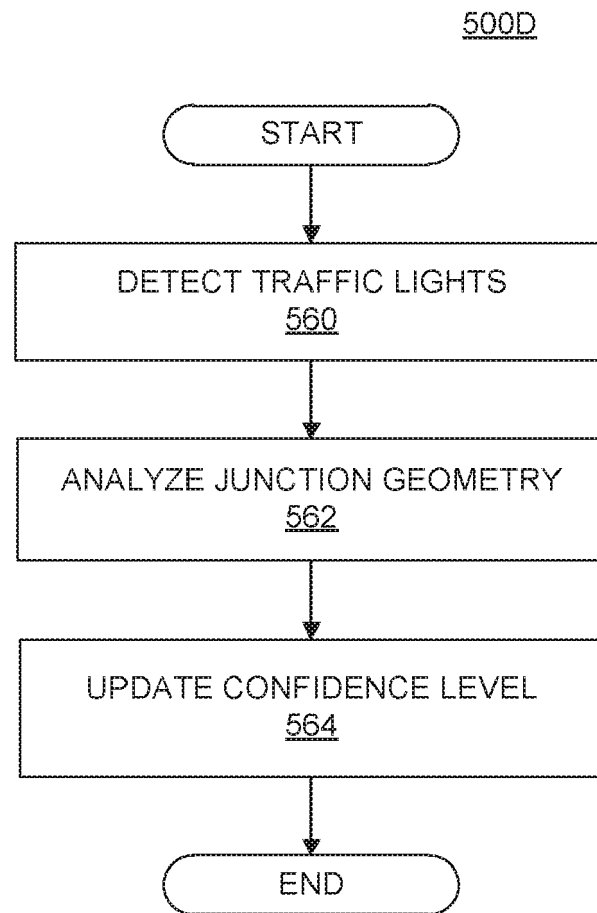 500D
START
DETECT TRAFFIC LIGHTS
560
ANALYZE JUNCTION GEOMETRY
562
UPDATE CONFIDENCE LEVEL
564
END